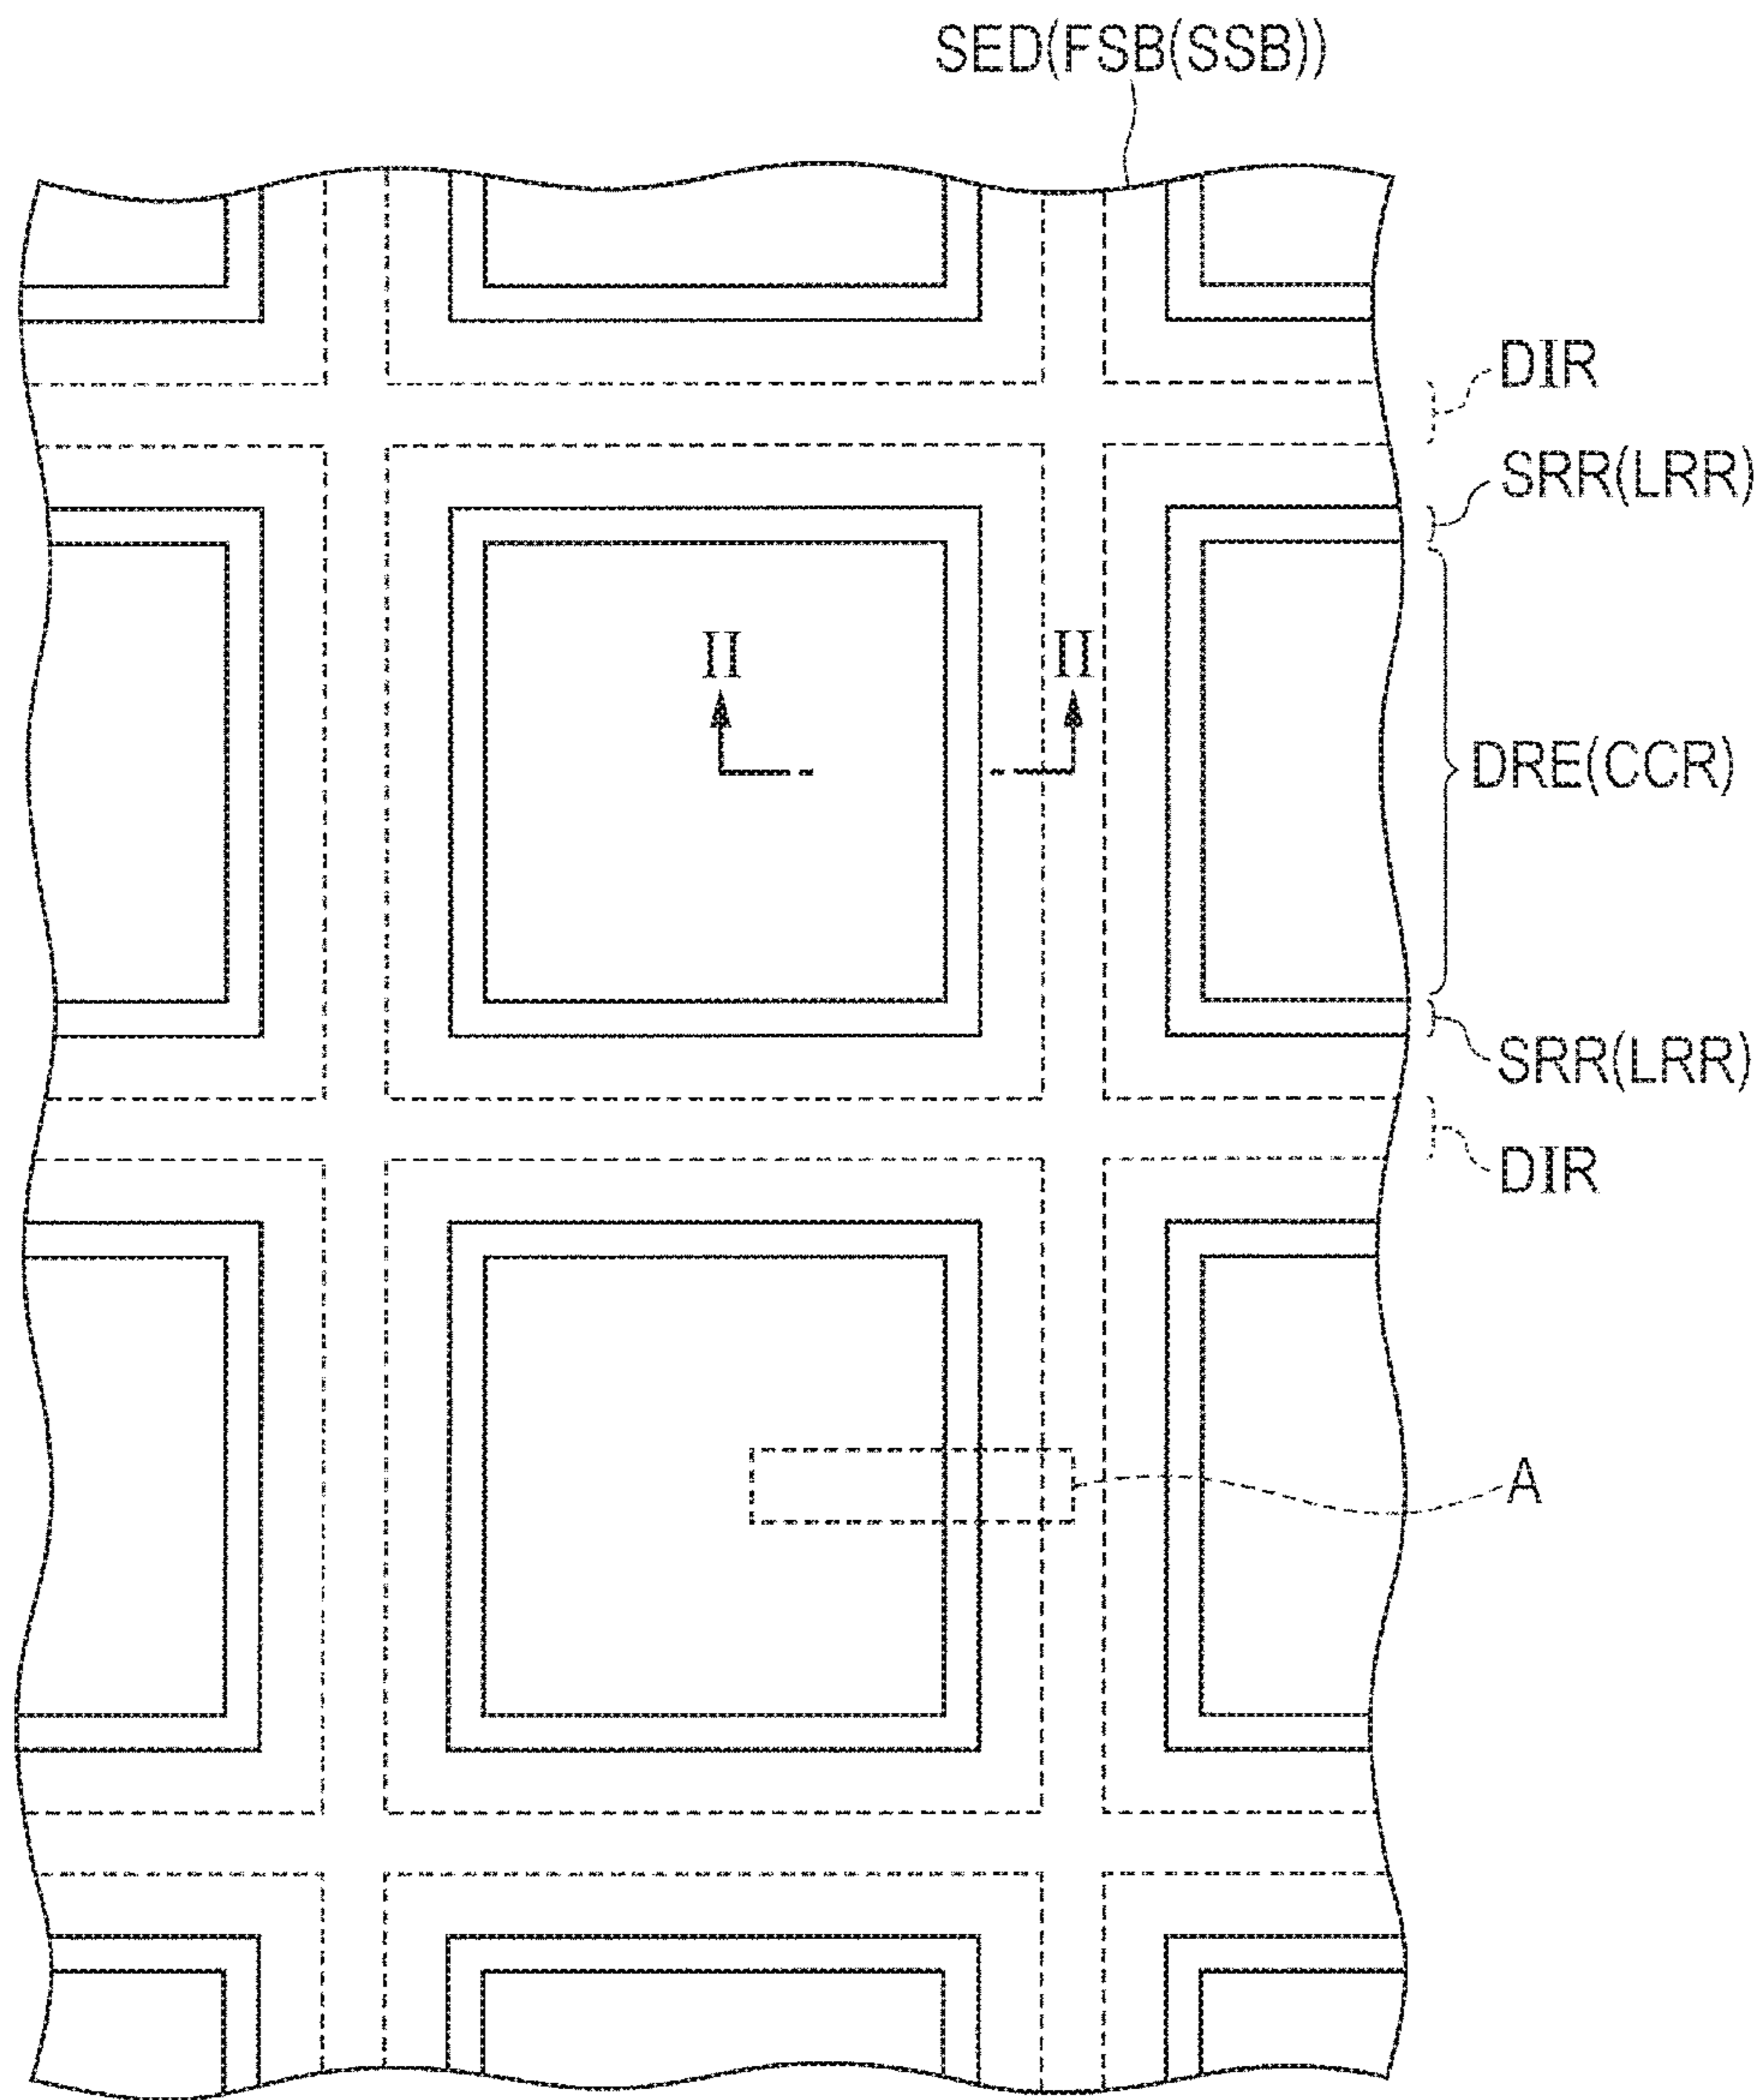 SED(FSB(SSB))
DIR
SRR(LRR)
II II
DRE(CCR)
SRR(LRR)
DIR
A